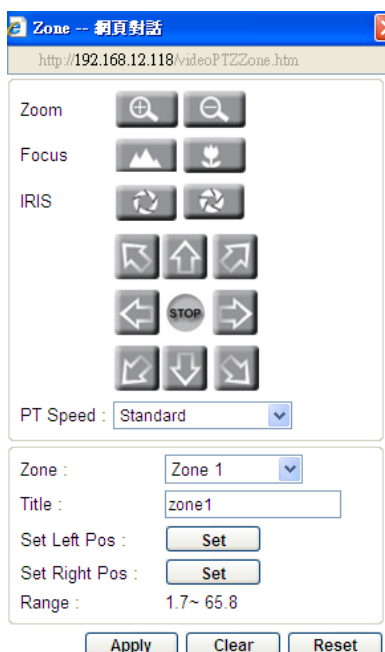 Zone -- 網頁對話
http://192.168.12.118/videoPTZZone.htm
Zoom
Focus
IRIS
STOP
PT Speed : Standard
Zone : Zone 1
Title : zone1
Set Left Pos : Set
Set Right Pos : Set
Range : 1.7~ 65.8
Apply Clear Reset